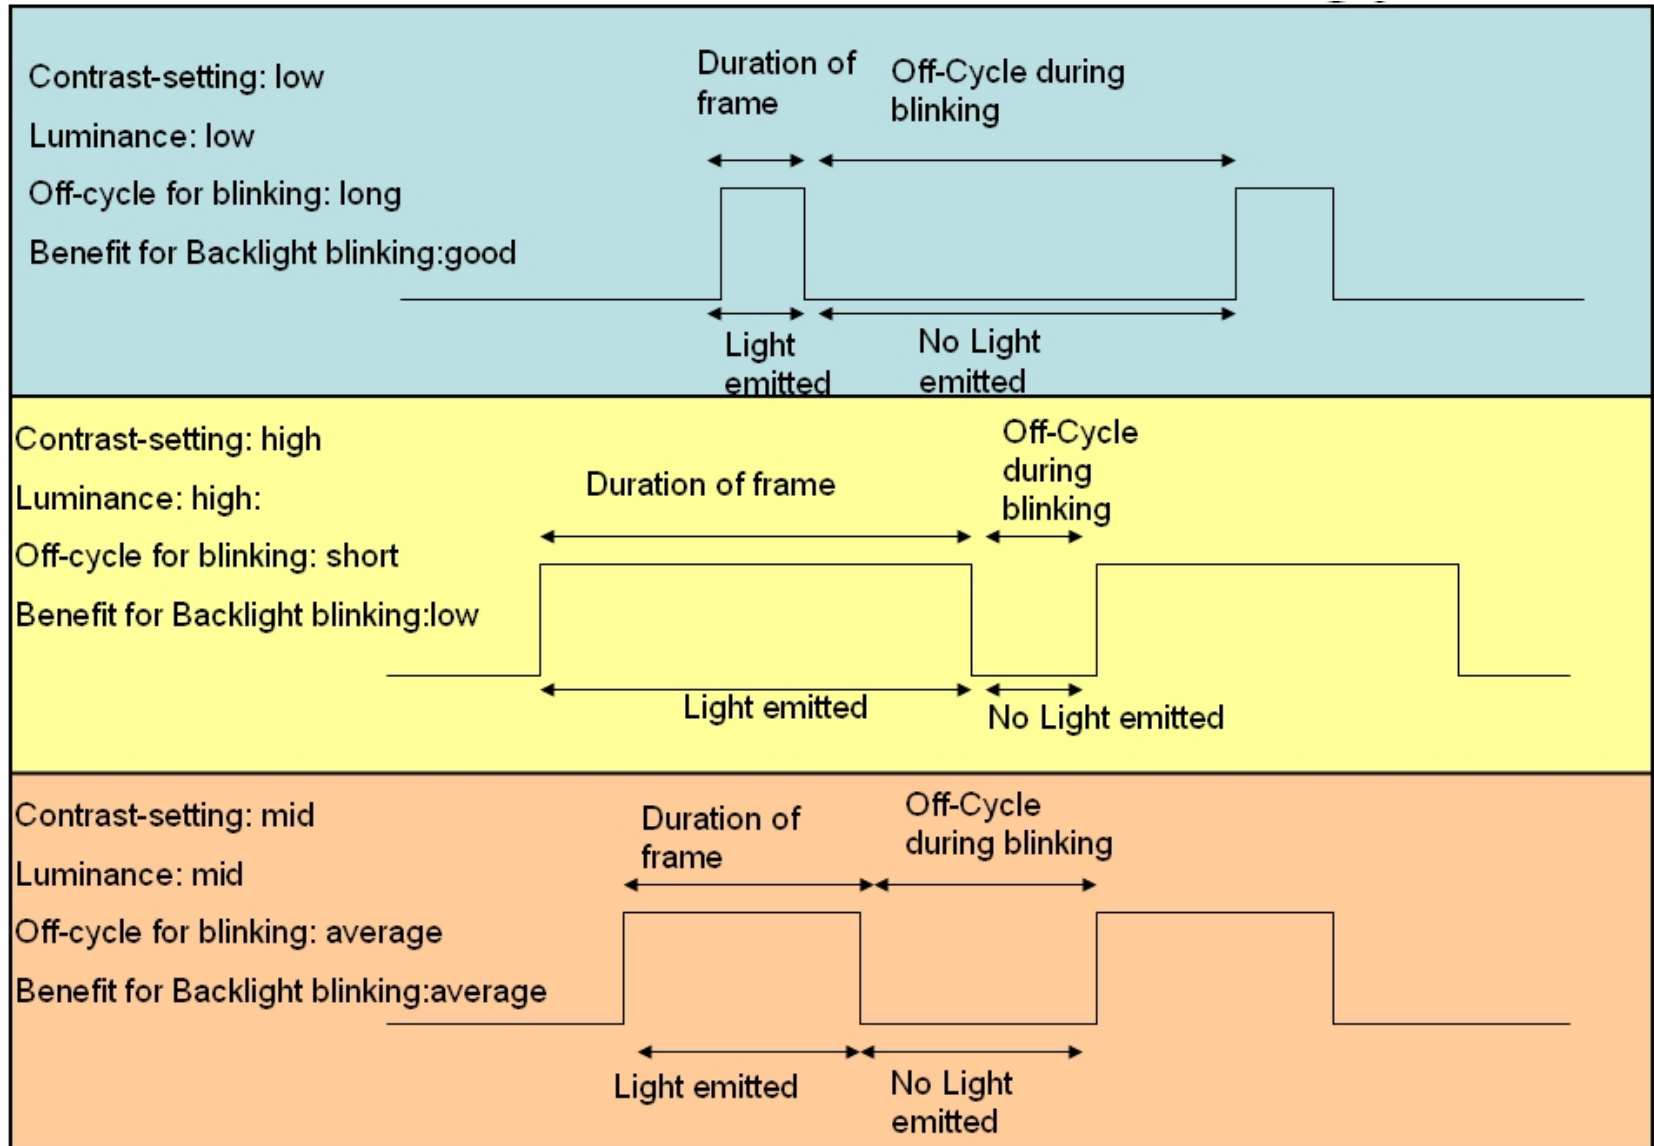 Contrast-setting: low
Luminance: low
Off-cycle for blinking: long
Benefit for Backlight blinking:good
Duration of
frame
Off-Cycle during
blinking
Light
emitted
No Light
emitted
Contrast-setting: high
Luminance: high:
Off-cycle for blinking: short
Benefit for Backlight blinking:low
Duration of frame
Off-Cycle
during
blinking
Light emitted
No Light emitted
Contrast-setting: mid
Luminance: mid
Off-cycle for blinking: average
Benefit for Backlight blinking:average
Duration of
frame
Off-Cycle
during blinking
Light emitted
No Light
emitted